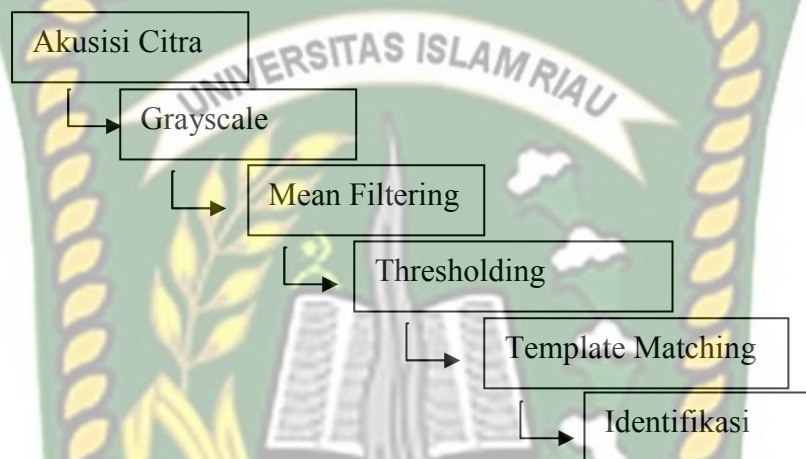 Akusisi Citra
UNIVERSITAS ISLAM RIAU
Grayscale
Mean Filtering
Thresholding
Template Matching
Identifikasi